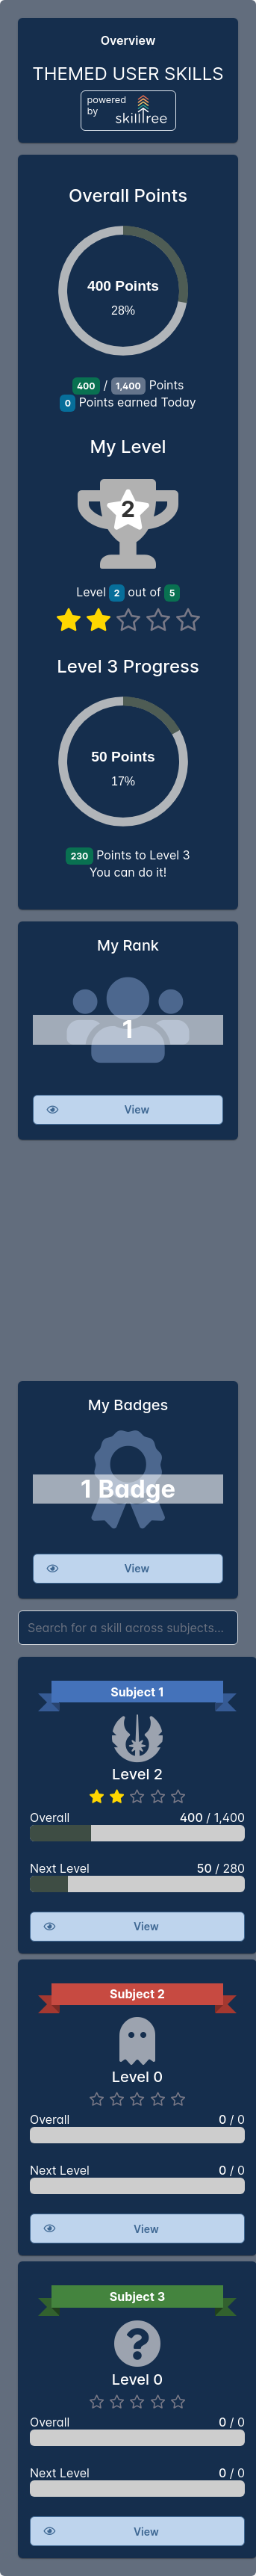 Overview
THEMED USER SKILLS
powered
by
skilltree
Overall Points
400 Points
28%
400 / 1,400 Points
0 Points earned Today
My Level
2
Level 2 out of 5
Level 3 Progress
50 Points
17%
230 Points to Level 3
You can do it!
My Rank
1
View
My Badges
1 Badge
View
Search for a skill across subjects...
Subject 1
Level 2
Overall 400 / 1,400
Next Level 50 / 280
View
Subject 2
Level 0
Overall 0 / 0
Next Level 0 / 0
View
Subject 3
Level 0
Overall 0 / 0
Next Level 0 / 0
View